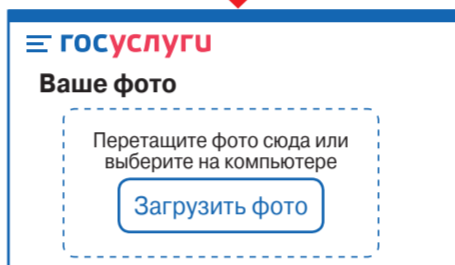 госуслуги
Ваше фото
Перетащите фото сюда или
выберите на компьютере
Загрузить фото